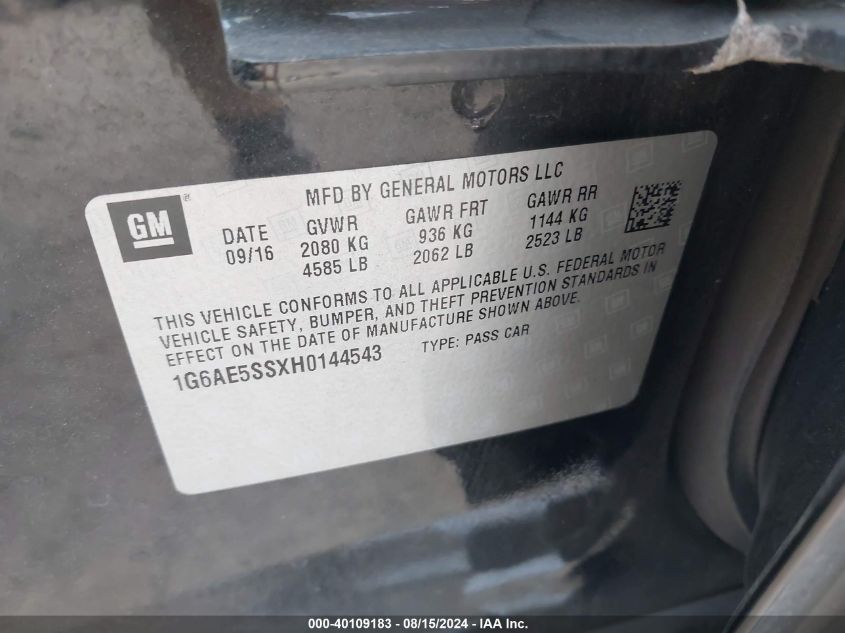 MFD BY GENERAL MOTORS LLC
GM ®
DATE GVWR GAWR FRT GAWR RR
09/16 2080 KG 936 KG 1144 KG
4585 LB 2062 LB 2523 LB
THIS VEHICLE CONFORMS TO ALL APPLICABLE U.S. FEDERAL MOTOR
VEHICLE SAFETY, BUMPER, AND THEFT PREVENTION STANDARDS IN
EFFECT ON THE DATE OF MANUFACTURE SHOWN ABOVE.
1G6AE5SSXH0144543 TYPE: PASS CAR
000-40109183 - 08/15/2024 - IAA Inc.